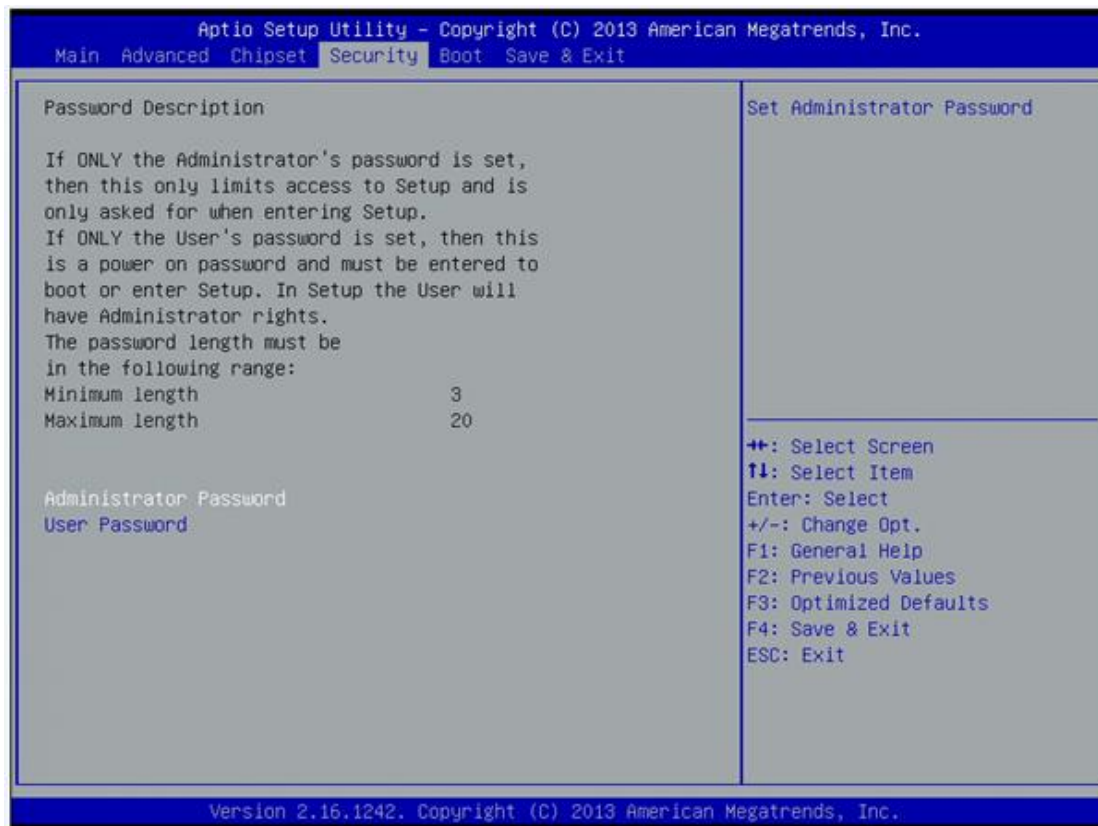 Aptio Setup Utility – Copyright (C) 2013 American Megatrends, Inc.
Main Advanced Chipset Security Boot Save & Exit
Password Description
If ONLY the Administrator's password is set,
then this only limits access to Setup and is
only asked for when entering Setup.
If ONLY the User's password is set, then this
is a power on password and must be entered to
boot or enter Setup. In Setup the User will
have Administrator rights.
The password length must be
in the following range:
Minimum length 3
Maximum length 20
Administrator Password
User Password
Set Administrator Password
→←: Select Screen
↑↓: Select Item
Enter: Select
+/-: Change Opt.
F1: General Help
F2: Previous Values
F3: Optimized Defaults
F4: Save & Exit
ESC: Exit
Version 2.16.1242. Copyright (C) 2013 American Megatrends, Inc.